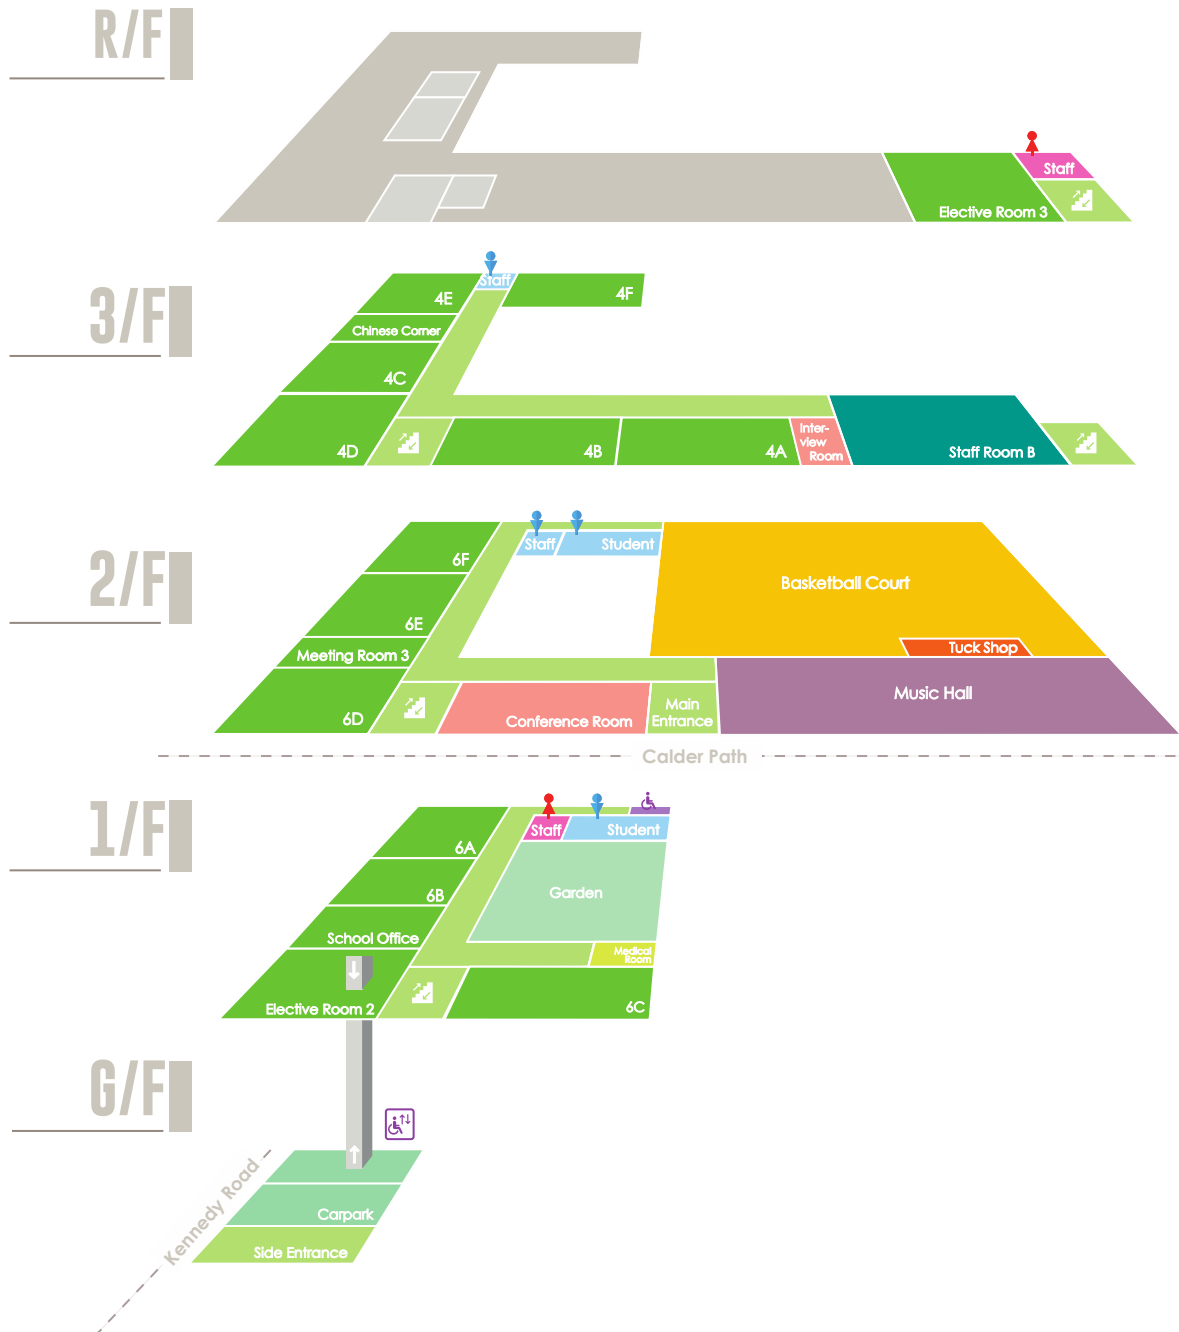 R/F
Staff
Elective Room 3
3/F
Staff
4E
4F
Chinese Corner
4C
4D
4B
4A
Inter-
view
Room
Staff Room B
2/F
6F
Staff
Student
Basketball Court
6E
Meeting Room 3
Tuck Shop
6D
Conference Room
Main
Entrance
Music Hall
Calder Path
1/F
6A
Staff
Student
6B
Garden
School Office
Medical
Room
Elective Room 2
6C
G/F
Kennedy Road
Carpark
Side Entrance